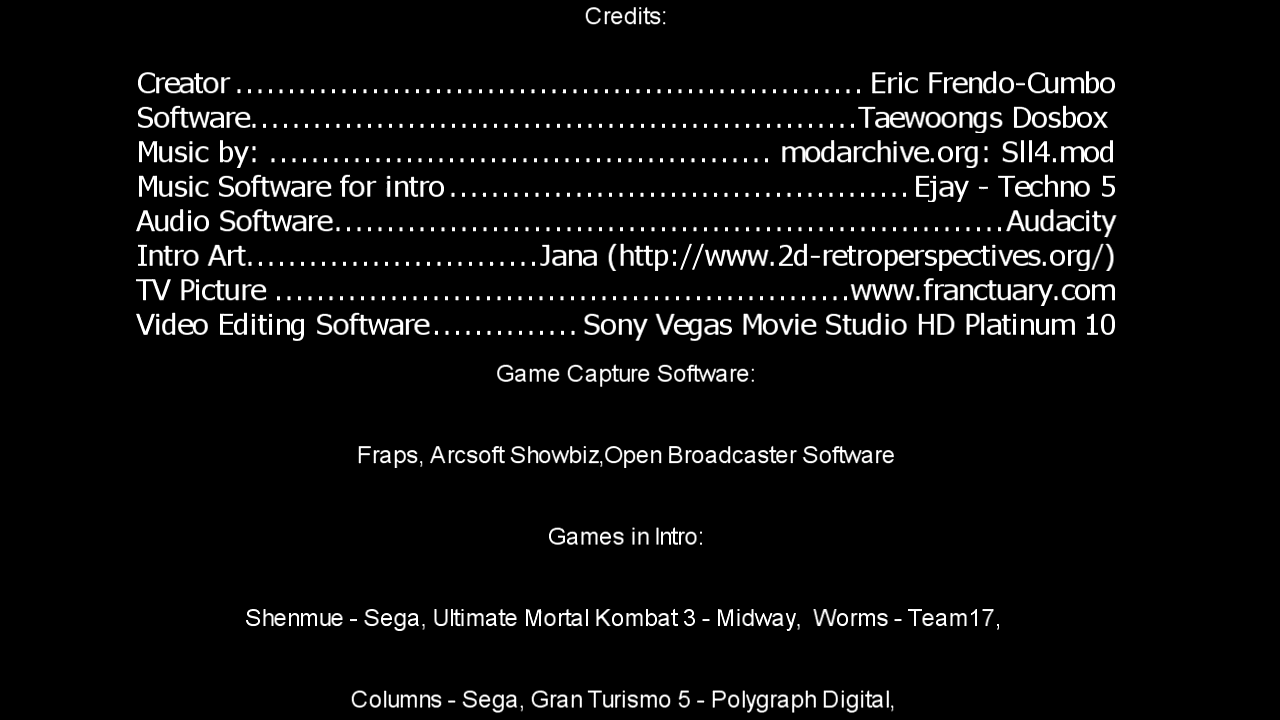 Credits:
Creator ............................................................ Eric Frendo-Cumbo
Software...........................................................Taewoongs Dosbox
Music by: ................................................ modarchive.org: Sll4.mod
Music Software for intro............................................ Ejay - Techno 5
Audio Software................................................................Audacity
Intro Art............................Jana (http://www.2d-retroperspectives.org/)
TV Picture .......................................................www.franctuary.com
Video Editing Software.............. Sony Vegas Movie Studio HD Platinum 10
Game Capture Software:
Fraps, Arcsoft Showbiz,Open Broadcaster Software
Games in Intro:
Shenmue - Sega, Ultimate Mortal Kombat 3 - Midway,  Worms - Team17,
Columns - Sega, Gran Turismo 5 - Polygraph Digital,